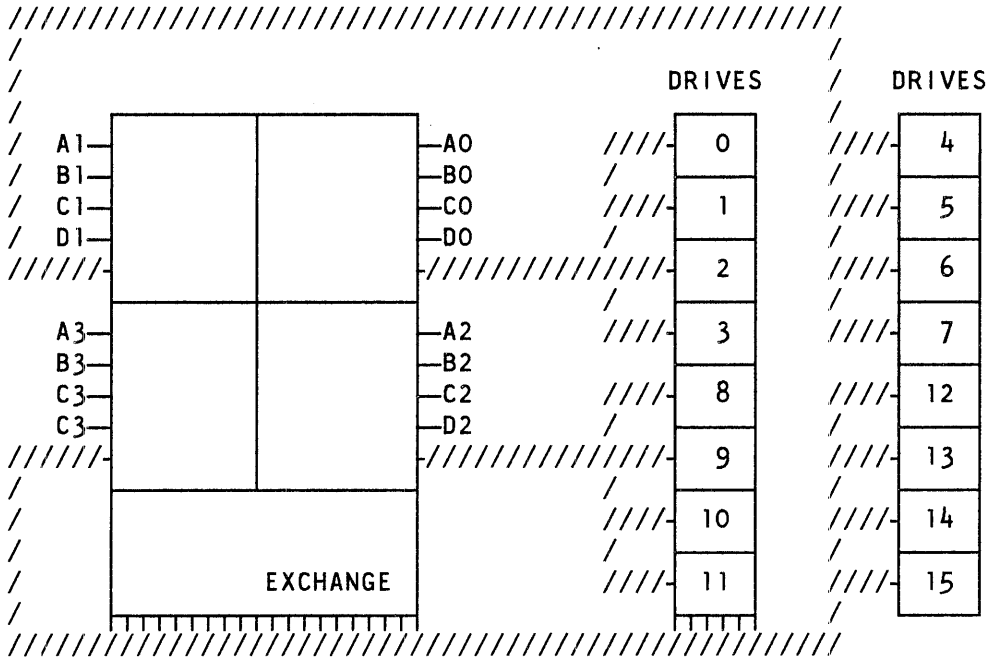 DRIVES DRIVES
A1 A0 0 4
B1 B0
C1 C0 1 5
D1 D0
2 6
A3 A2 3 7
B3 B2
C3 C2 8 12
C3 D2
9 13
10 14
EXCHANGE 11 15